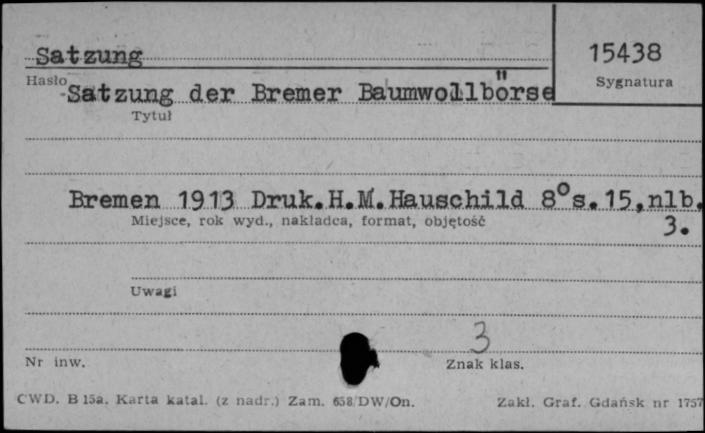 Satzung
15438
Hasło
Sygnatura
Satzung der Bremer Baumwollbörse
Tytuł
Bremen 1913 Druk.H.M.Hauschild 8°s.15,nlb.
3.
Miejsce, rok wyd., nakładca, format, objętość
Uwagi
3
Nr inw.
Znak klas.
CWD. B 15a. Karta katal. (z nadr.) Zam. 658/DW/On.
Zakł. Graf. Gdańsk nr 1757